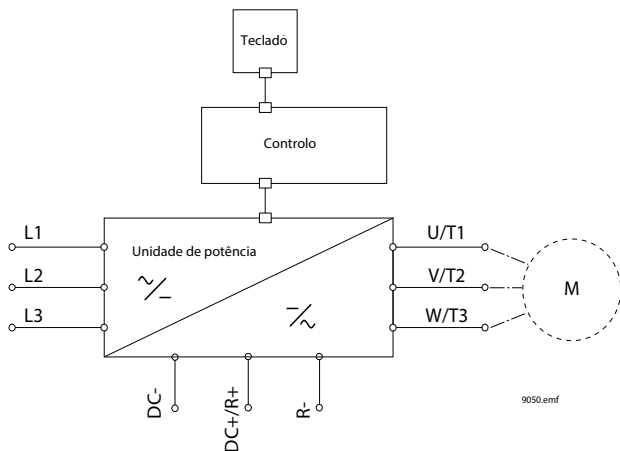 Teclado
Controlo
Unidade de potência
L1
L2
L3
U/T1
V/T2
W/T3
M
DC-
DC+/R+
R-
9050.emf